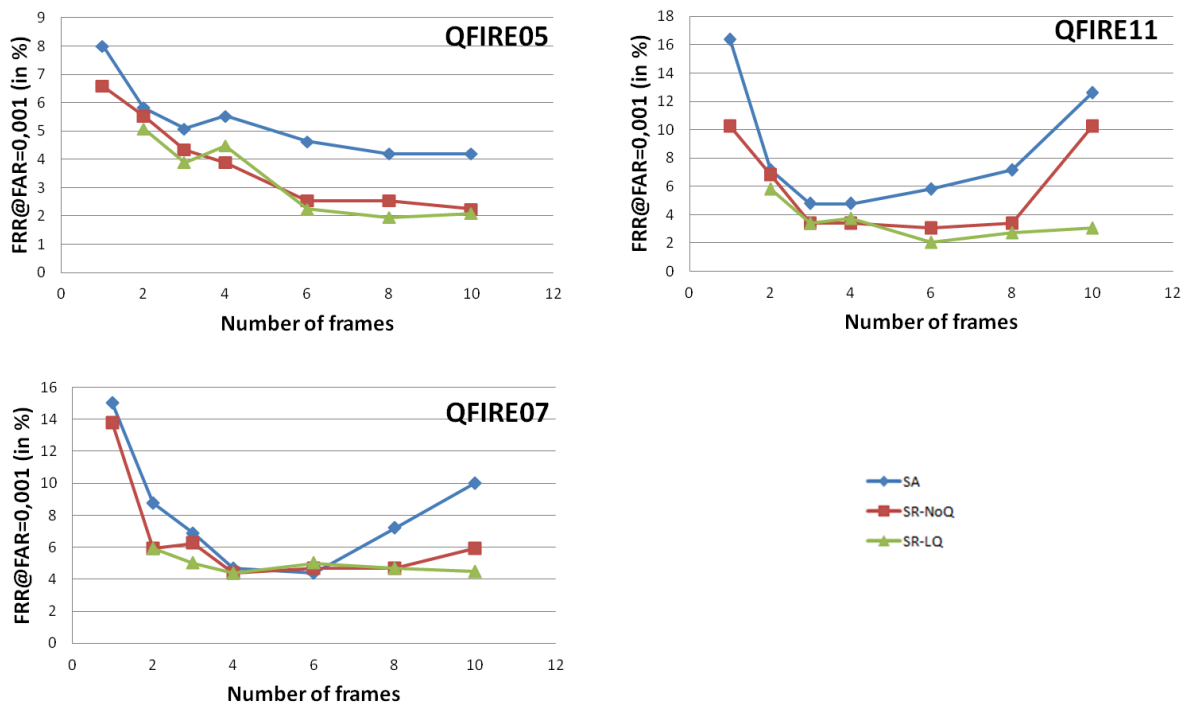 QFIRE05
FRR@FAR=0,001 (in %)
9
8
7
6
5
4
3
2
1
0
0 2 4 6 8 10 12
Number of frames
QFIRE11
FRR@FAR=0,001 (in %)
18
16
14
12
10
8
6
4
2
0
0 2 4 6 8 10 12
Number of frames
QFIRE07
FRR@FAR=0,001 (in %)
16
14
12
10
8
6
4
2
0
0 2 4 6 8 10 12
Number of frames
SA
SR-NoQ
SR-LQ